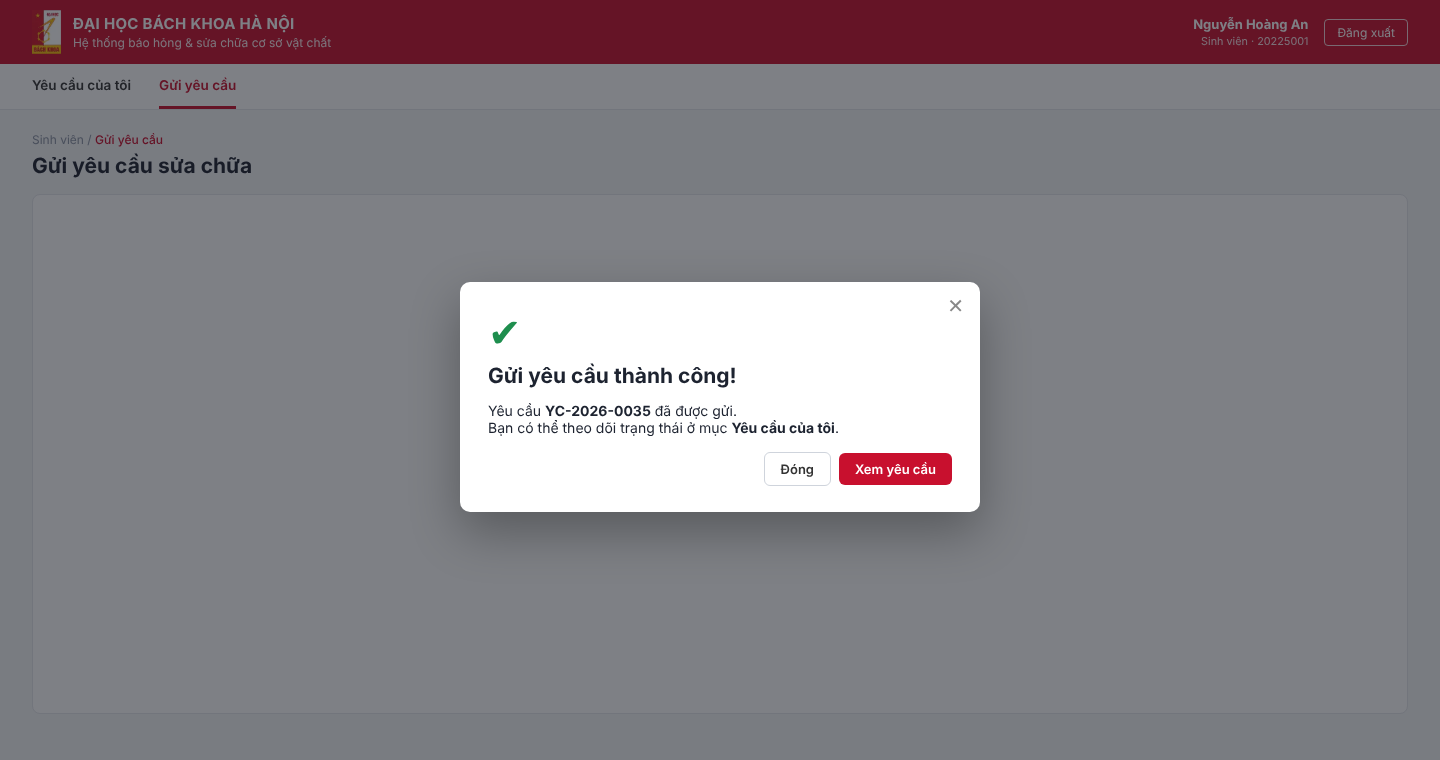 ĐẠI HỌC BÁCH KHOA HÀ NỘI
Hệ thống báo hỏng & sửa chữa cơ sở vật chất
Nguyễn Hoàng An
Sinh viên · 20225001
Đăng xuất
Yêu cầu của tôi
Gửi yêu cầu
Sinh viên / Gửi yêu cầu
Gửi yêu cầu sửa chữa
✕
✔
Gửi yêu cầu thành công!
Yêu cầu YC-2026-0035 đã được gửi.
Bạn có thể theo dõi trạng thái ở mục Yêu cầu của tôi.
Đóng
Xem yêu cầu